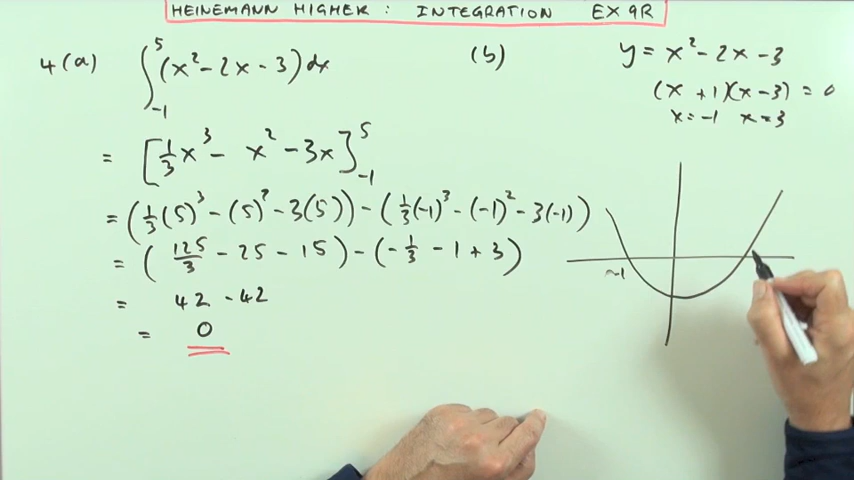 HEINEMANN HIGHER : INTEGRATION EX 9R
4(a) ∫₋₁⁵ (x² - 2x - 3) dx
= [⅓x³ - x² - 3x]₋₁⁵
= (⅓(5)³ - (5)² - 3(5)) - (⅓(-1)³ - (-1)² - 3(-1))
= (125/3 - 25 - 15) - (-⅓ - 1 + 3)
= 42 - 42
= 0
(b) y = x² - 2x - 3
(x + 1)(x - 3) = 0
x = -1 x = 3
-1